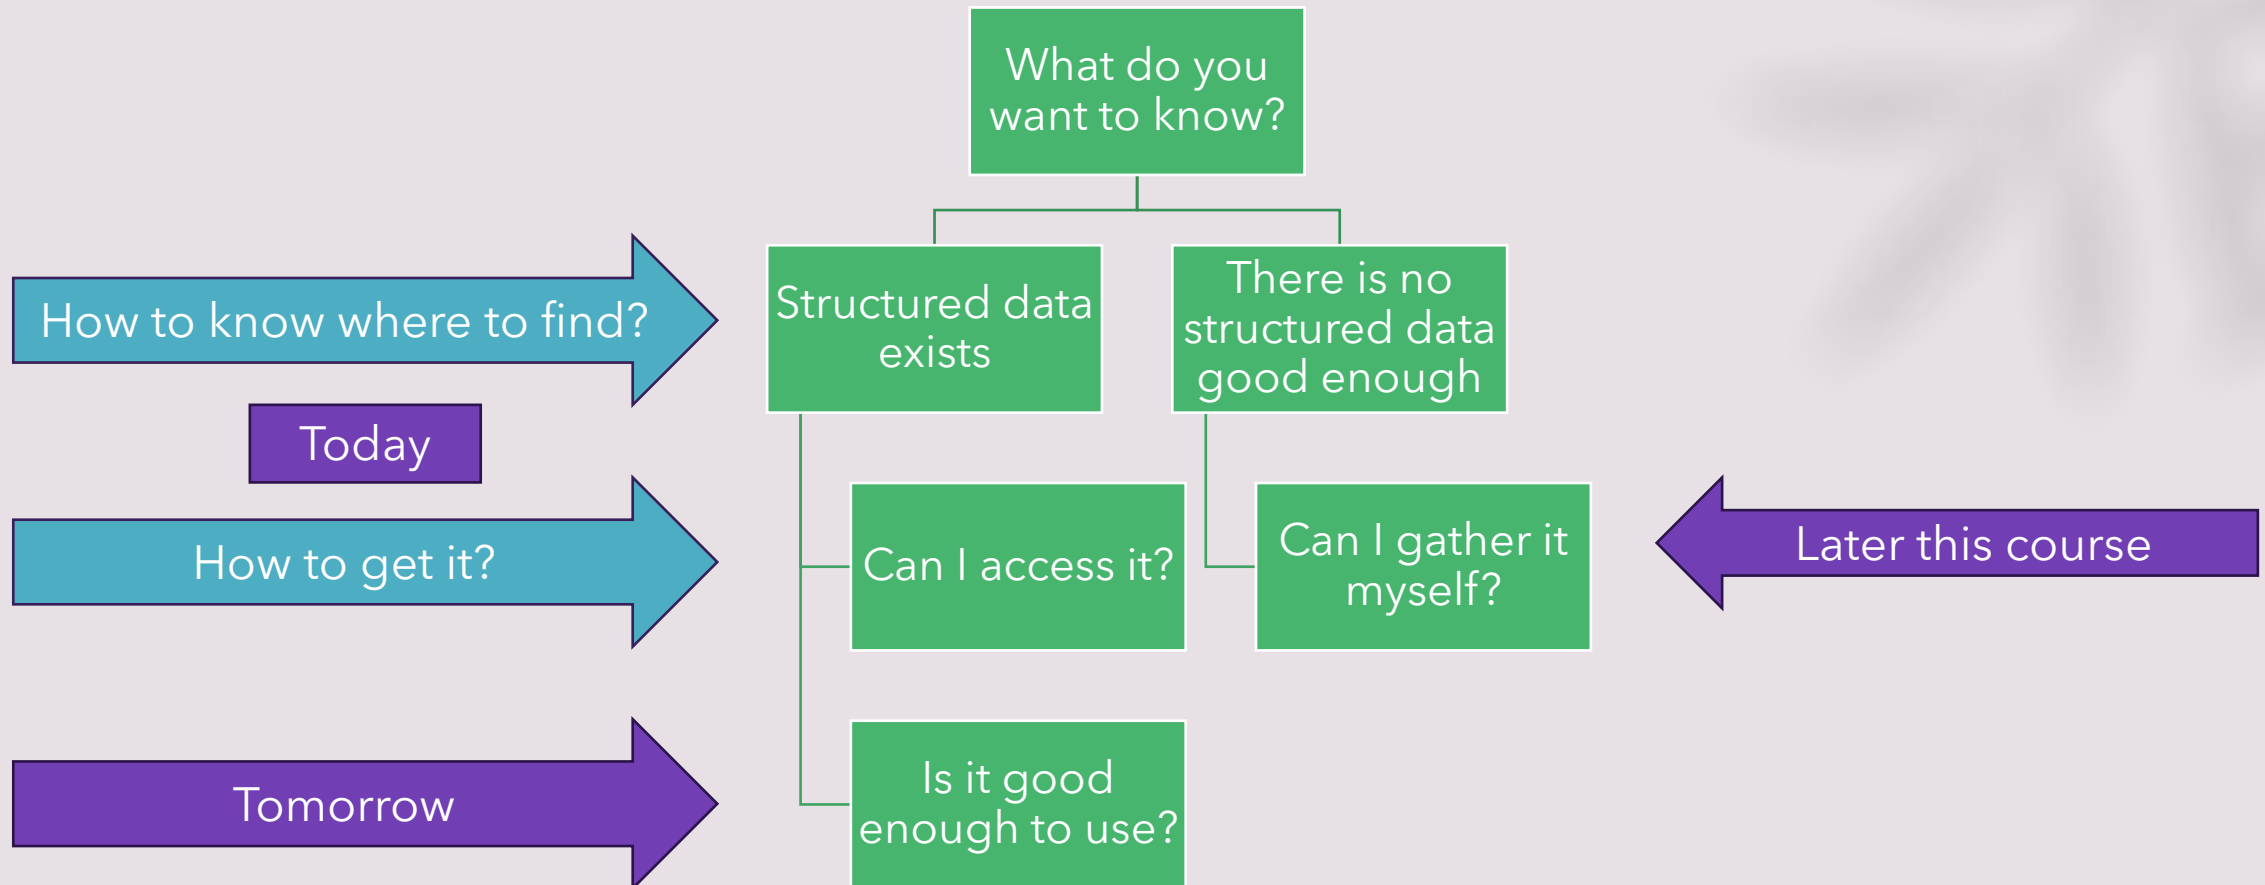 What do you
want to know?
How to know where to find?
Structured data
exists
There is no
structured data
good enough
Today
How to get it?
Can I access it?
Can I gather it
myself?
Later this course
Tomorrow
Is it good
enough to use?